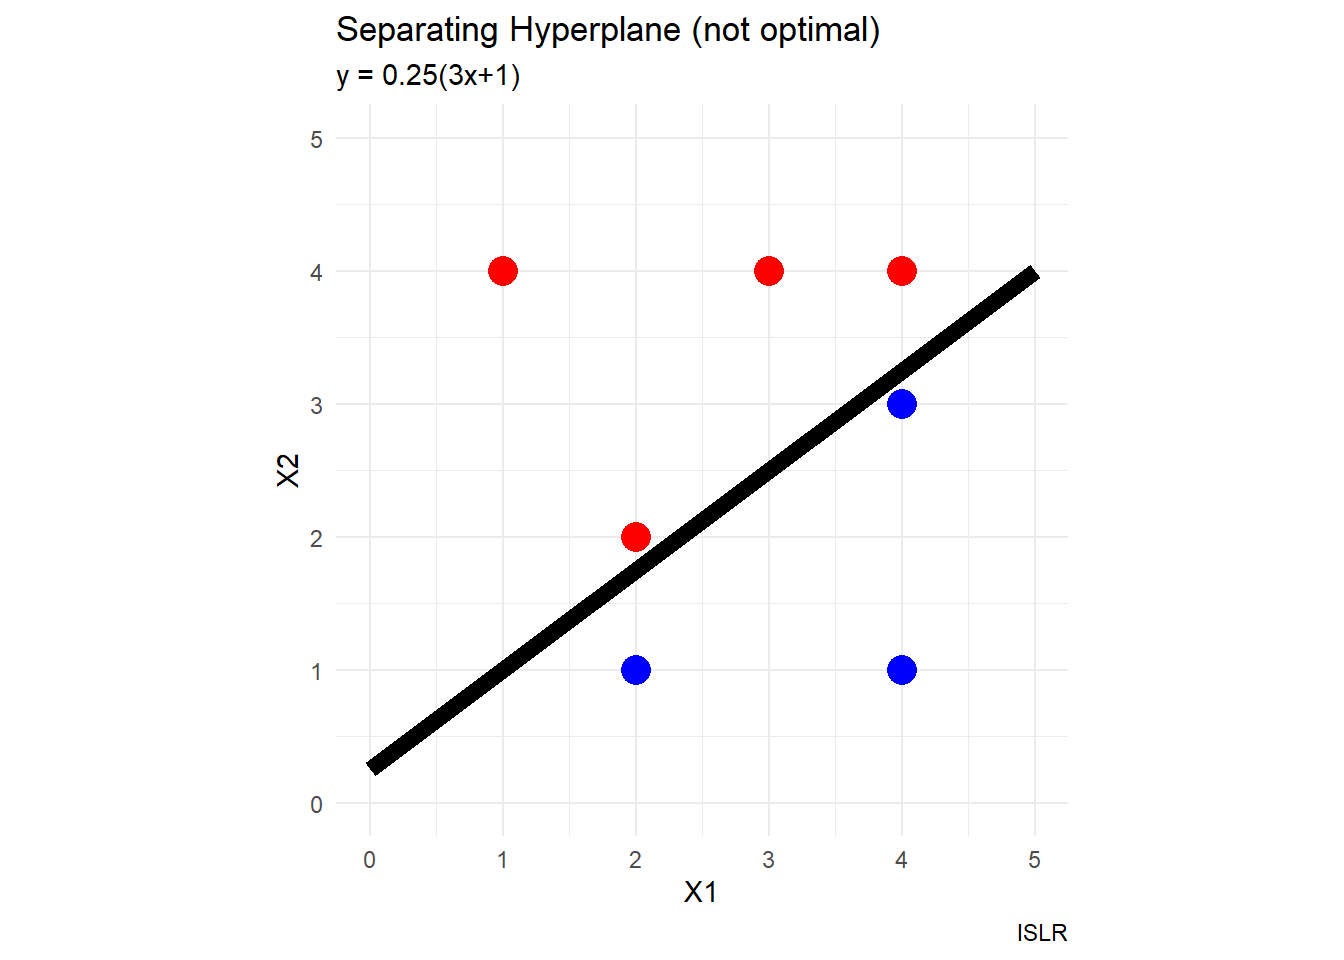 Separating Hyperplane (not optimal)
y = 0.25(3x+1)
5
4
3
2
1
0
X2
0 1 2 3 4 5
X1
ISLR